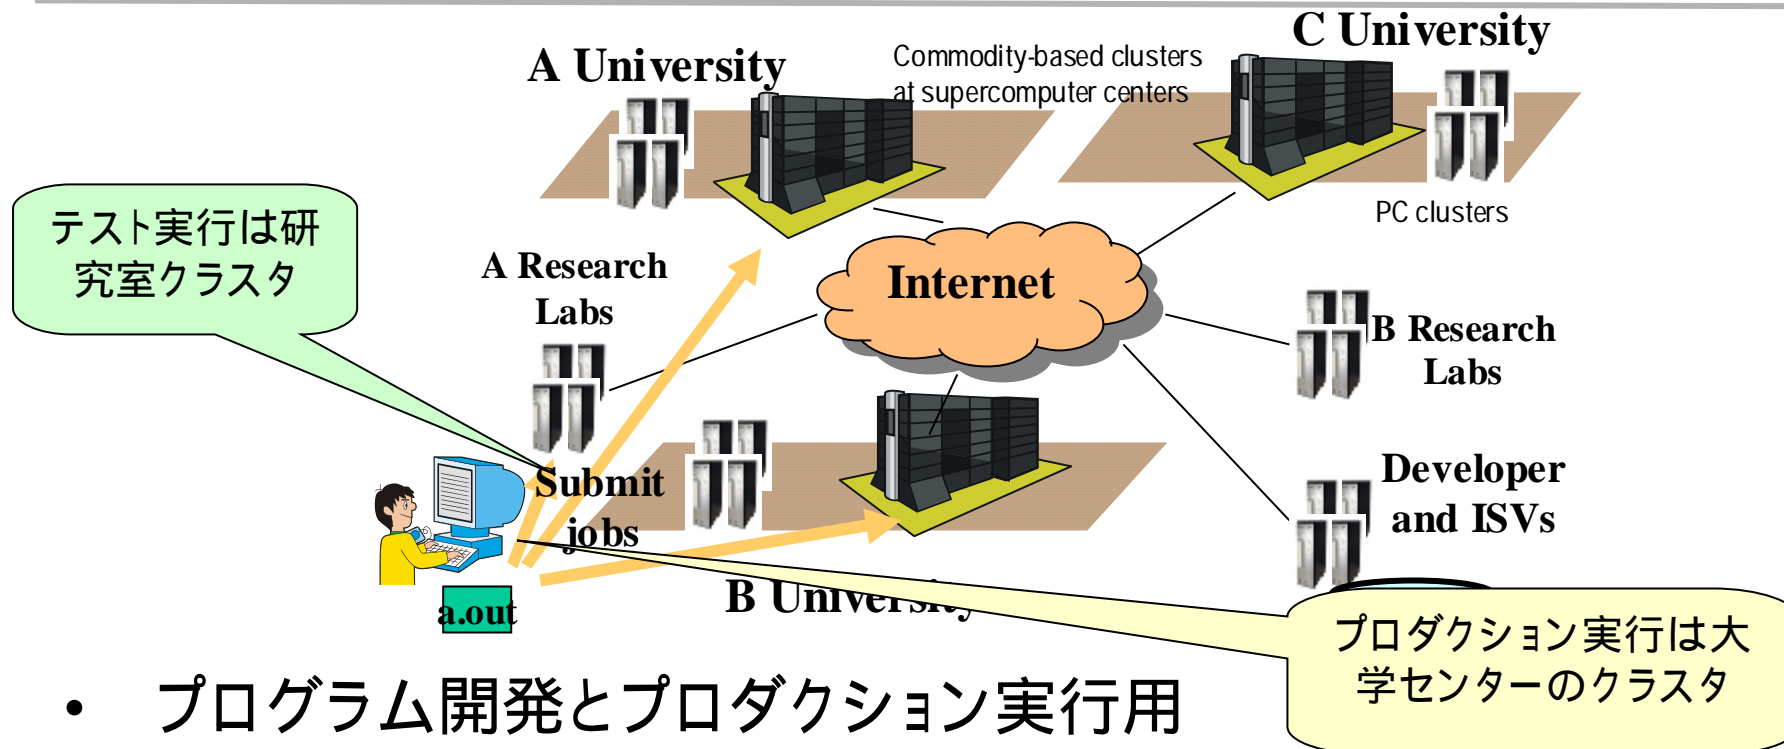 C University
A University
Commodity-based clusters
at supercomputer centers
テスト実行は研
究室クラスタ
PC clusters
A Research
Labs
Internet
B Research
Labs
Submit
jobs
Developer
and ISVs
a.out
B University
プロダクション実行は大
学センターのクラスタ
• プログラム開発とプロダクション実行用